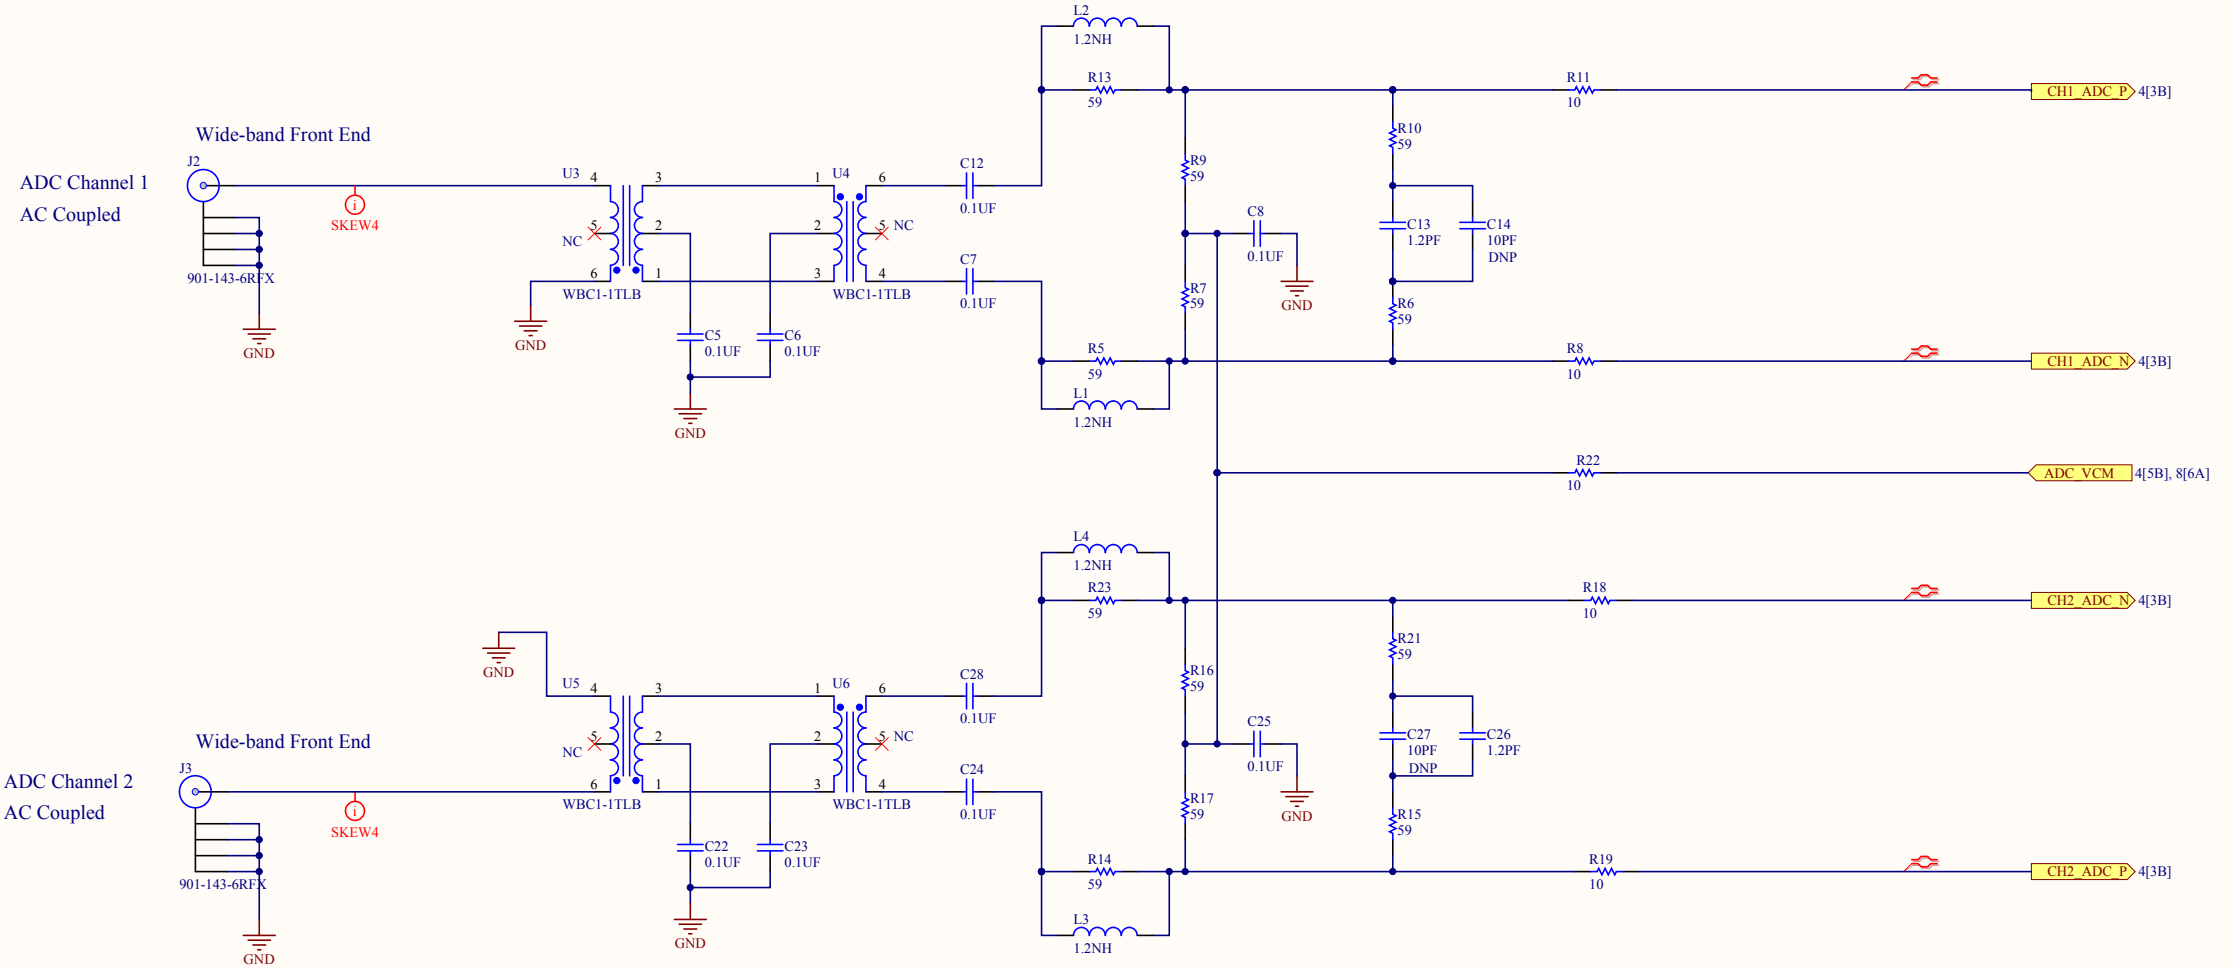 L2
1.2NH
R13
59
R11
10
CH1_ADC_P 4[3B]
Wide-band Front End
J2
ADC Channel 1
AC Coupled
SKEW4
901-143-6RFX
GND
U3
4
5
NC
6
3
2
1
WBC1-1TLB
GND
1
2
3
U4
6
5
NC
4
WBC1-1TLB
C5
0.1UF
C6
0.1UF
GND
C12
0.1UF
C7
0.1UF
R9
59
R7
59
C8
0.1UF
GND
R10
59
C13
1.2PF
C14
10PF
DNP
R6
59
R5
59
L1
1.2NH
R8
10
CH1_ADC_N 4[3B]
R22
10
ADC_VCM 4[5B], 8[6A]
L4
1.2NH
R23
59
R18
10
CH2_ADC_N 4[3B]
GND
Wide-band Front End
J3
ADC Channel 2
AC Coupled
SKEW4
901-143-6RFX
GND
U5
4
5
NC
6
3
2
1
WBC1-1TLB
1
2
3
U6
6
5
NC
4
WBC1-1TLB
C22
0.1UF
C23
0.1UF
GND
C28
0.1UF
C24
0.1UF
R16
59
R17
59
C25
0.1UF
GND
R21
59
C27
10PF
DNP
C26
1.2PF
R15
59
R14
59
L3
1.2NH
R19
10
CH2_ADC_P 4[3B]